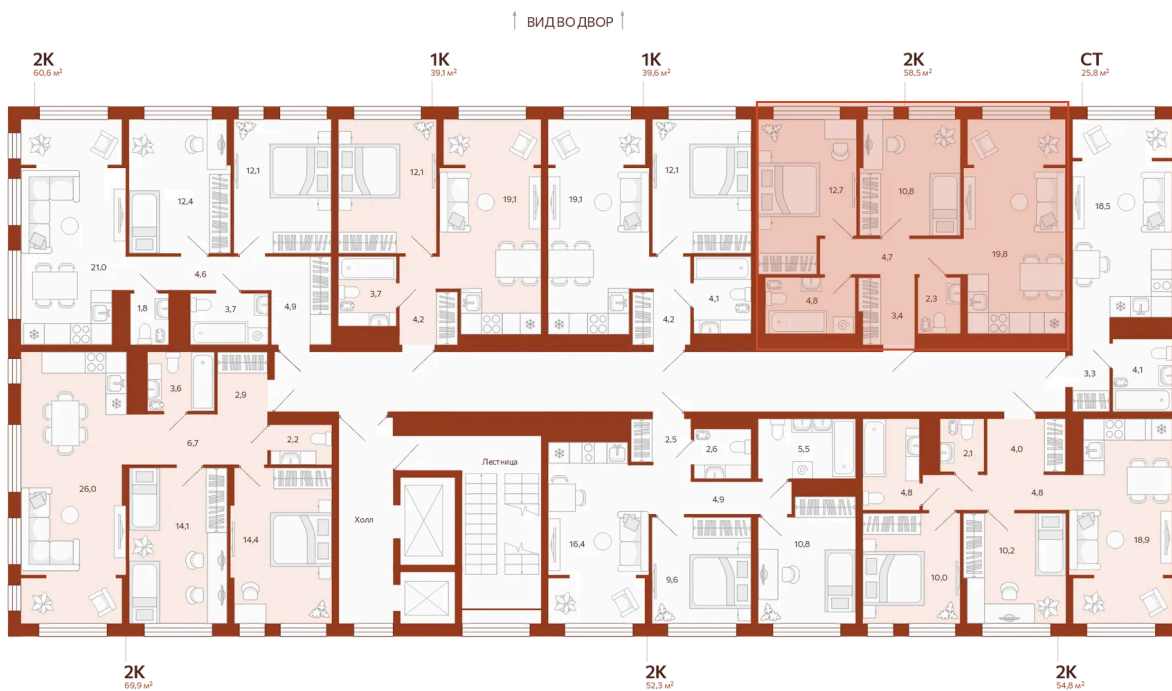 ВИД ВО ДВОР
2К
60,6 м²
1К
39,1 м²
1К
39,6 м²
2К
58,5 м²
СТ
25,8 м²
12,1
12,4
21,0
4,6
4,9
1,8
3,7
12,1
19,1
3,7
4,2
19,1
12,1
4,1
4,2
12,7
10,8
4,7
19,8
4,8
3,4
2,3
18,5
3,3
4,1
3,6
2,9
6,7
2,2
26,0
14,1
14,4
Холл
Лестница
2,5
2,6
5,5
4,9
16,4
9,6
10,8
4,8
2,1
4,0
4,8
10,0
10,2
18,9
2К
69,9 м²
2К
52,3 м²
2К
54,8 м²